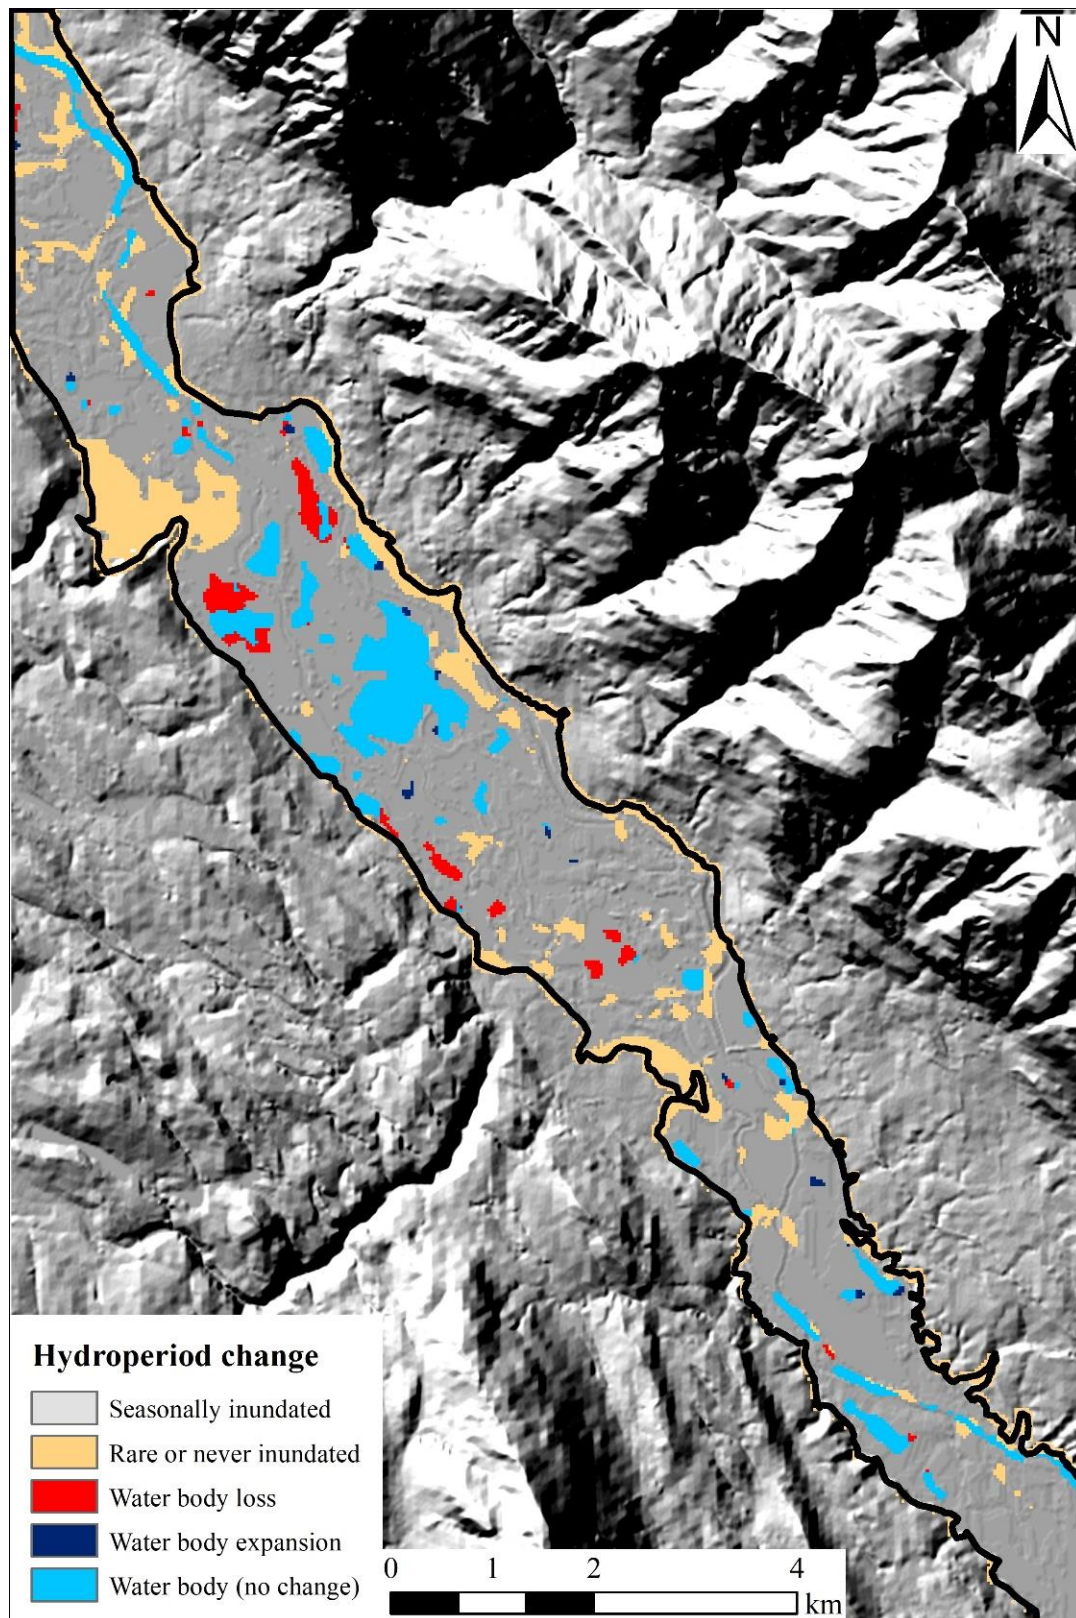 N
Hydroperiod change
Seasonally inundated
Rare or never inundated
Water body loss
Water body expansion
Water body (no change)
0 1 2 4
km